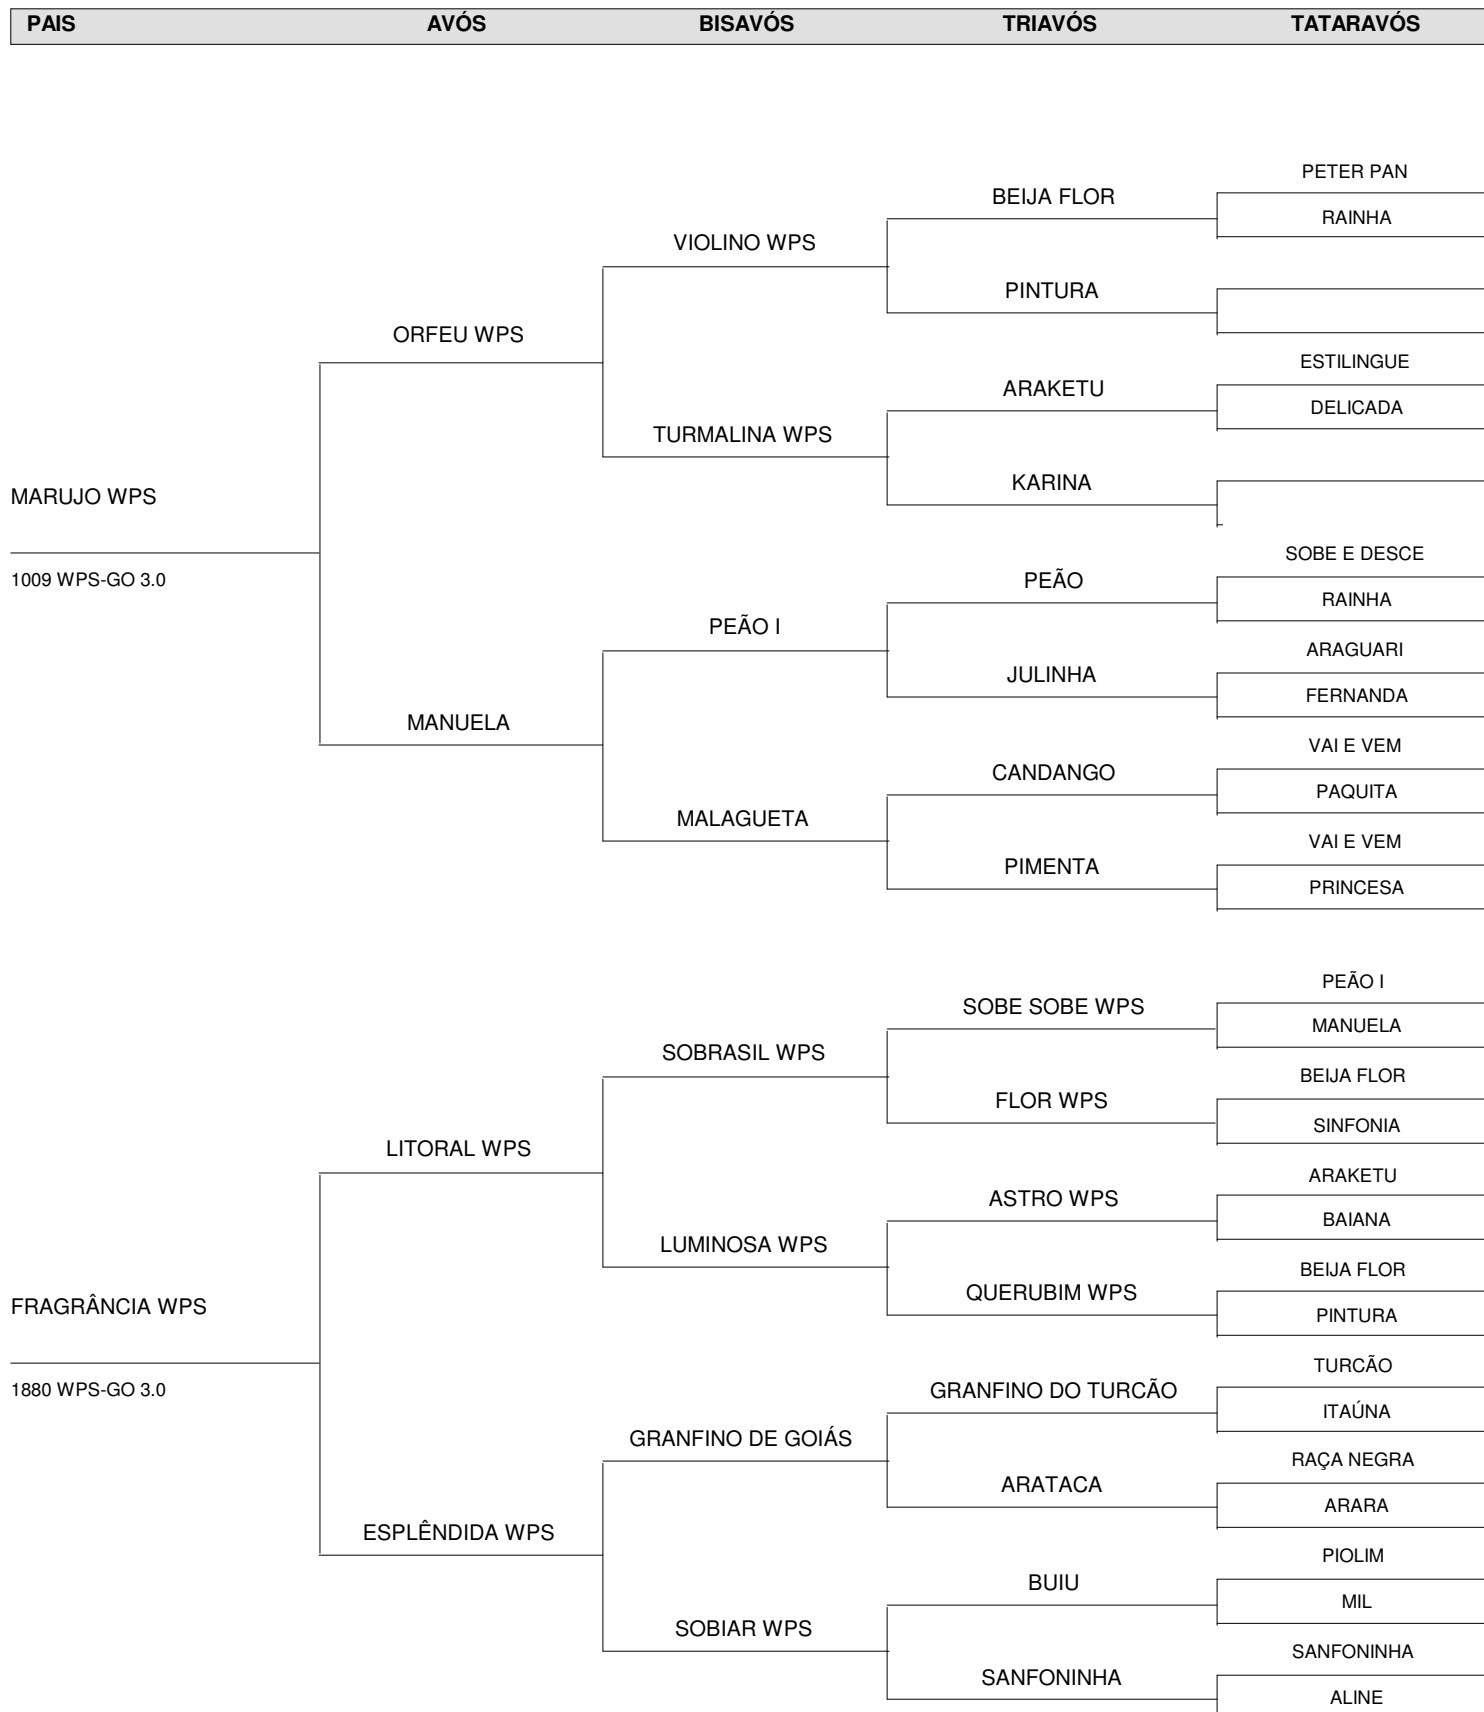 PAIS AVÓS BISAVÓS TRIAVÓS TATARAVÓS
PETER PAN
BEIJA FLOR
RAINHA
VIOLINO WPS
PINTURA
ORFEU WPS
ESTILINGUE
ARAKETU
DELICADA
TURMALINA WPS
KARINA
MARUJO WPS
SOBE E DESCE
1009 WPS-GO 3.0
PEÃO
RAINHA
PEÃO I
ARAGUARI
JULINHA
FERNANDA
MANUELA
VAI E VEM
CANDANGO
PAQUITA
MALAGUETA
VAI E VEM
PIMENTA
PRINCESA
PEÃO I
SOBE SOBE WPS
MANUELA
SOBRASIL WPS
BEIJA FLOR
FLOR WPS
SINFONIA
LITORAL WPS
ARAKETU
ASTRO WPS
BAIANA
LUMINOSA WPS
BEIJA FLOR
QUERUBIM WPS
FRAGRÂNCIA WPS
PINTURA
TURCÃO
1880 WPS-GO 3.0
GRANFINO DO TURCÃO
ITAÚNA
GRANFINO DE GOIÁS
RAÇA NEGRA
ARATACA
ARARA
ESPLÊNDIDA WPS
PIOLIM
BUIU
MIL
SOBIAR WPS
SANFONINHA
SANFONINHA
ALINE